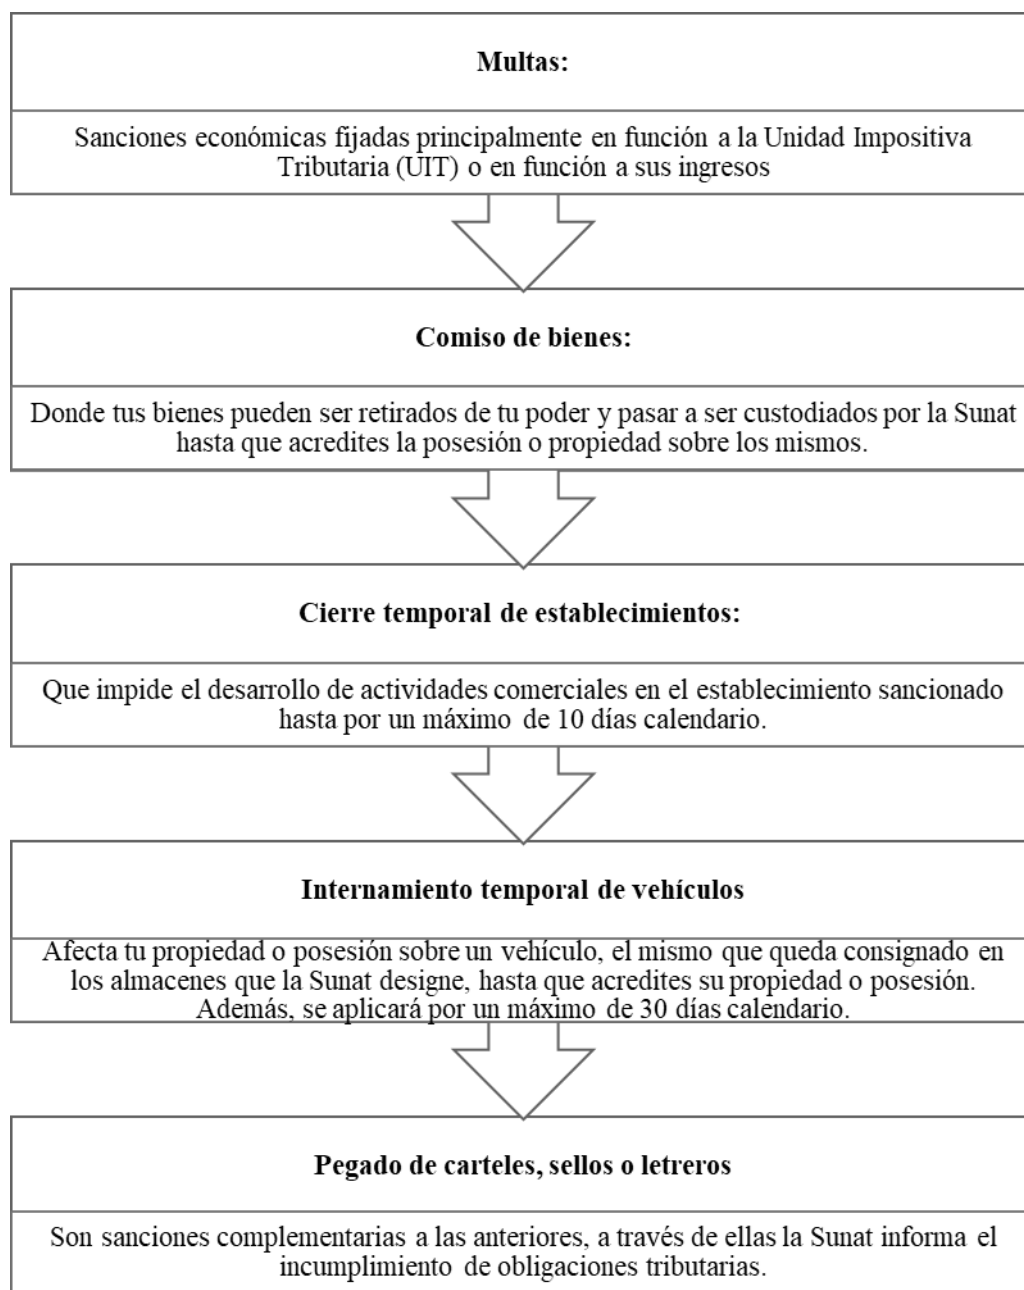 Multas:
Sanciones económicas fijadas principalmente en función a la Unidad Impositiva
Tributaria (UIT) o en función a sus ingresos
Comiso de bienes:
Donde tus bienes pueden ser retirados de tu poder y pasar a ser custodiados por la Sunat
hasta que acredites la posesión o propiedad sobre los mismos.
Cierre temporal de establecimientos:
Que impide el desarrollo de actividades comerciales en el establecimiento sancionado
hasta por un máximo de 10 días calendario.
Internamiento temporal de vehículos
Afecta tu propiedad o posesión sobre un vehículo, el mismo que queda consignado en
los almacenes que la Sunat designe, hasta que acredites su propiedad o posesión.
Además, se aplicará por un máximo de 30 días calendario.
Pegado de carteles, sellos o letreros
Son sanciones complementarias a las anteriores, a través de ellas la Sunat informa el
incumplimiento de obligaciones tributarias.